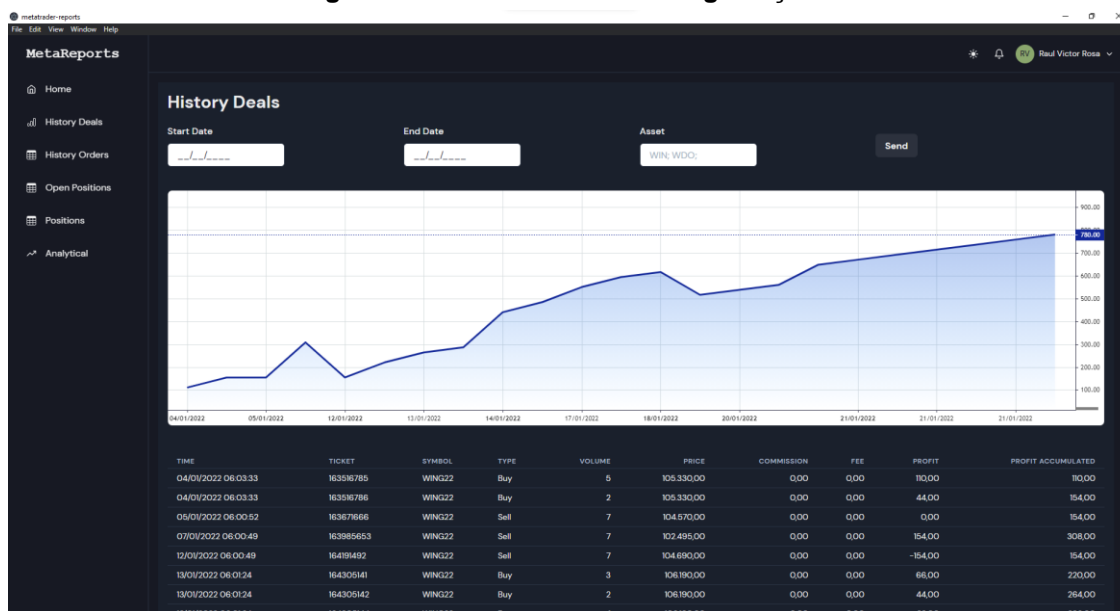 metatrader-reports
File Edit View Window Help
MetaReports
RV Raul Victor Rosa
Home
History Deals
History Orders
Open Positions
Positions
Analytical
History Deals
Start Date End Date Asset
__/__/____ __/__/____ WIN; WDO; Send
900.00
780.00
700.00
600.00
500.00
400.00
300.00
200.00
100.00
04/01/2022 05/01/2022 12/01/2022 13/01/2022 14/01/2022 17/01/2022 18/01/2022 20/01/2022 21/01/2022 21/01/2022 21/01/2022
TIME TICKET SYMBOL TYPE VOLUME PRICE COMMISSION FEE PROFIT PROFIT ACCUMULATED
04/01/2022 06:03:33 163516785 WING22 Buy 5 105.330,00 0,00 0,00 110,00 110,00
04/01/2022 06:03:33 163516786 WING22 Buy 2 105.330,00 0,00 0,00 44,00 154,00
05/01/2022 06:00:52 163671666 WING22 Sell 7 104.570,00 0,00 0,00 0,00 154,00
07/01/2022 06:00:49 163985653 WING22 Sell 7 102.495,00 0,00 0,00 154,00 308,00
12/01/2022 06:00:49 164191492 WING22 Sell 7 104.690,00 0,00 0,00 -154,00 154,00
13/01/2022 06:01:24 164305141 WING22 Buy 3 106.190,00 0,00 0,00 66,00 220,00
13/01/2022 06:01:24 164305142 WING22 Buy 2 106.190,00 0,00 0,00 44,00 264,00